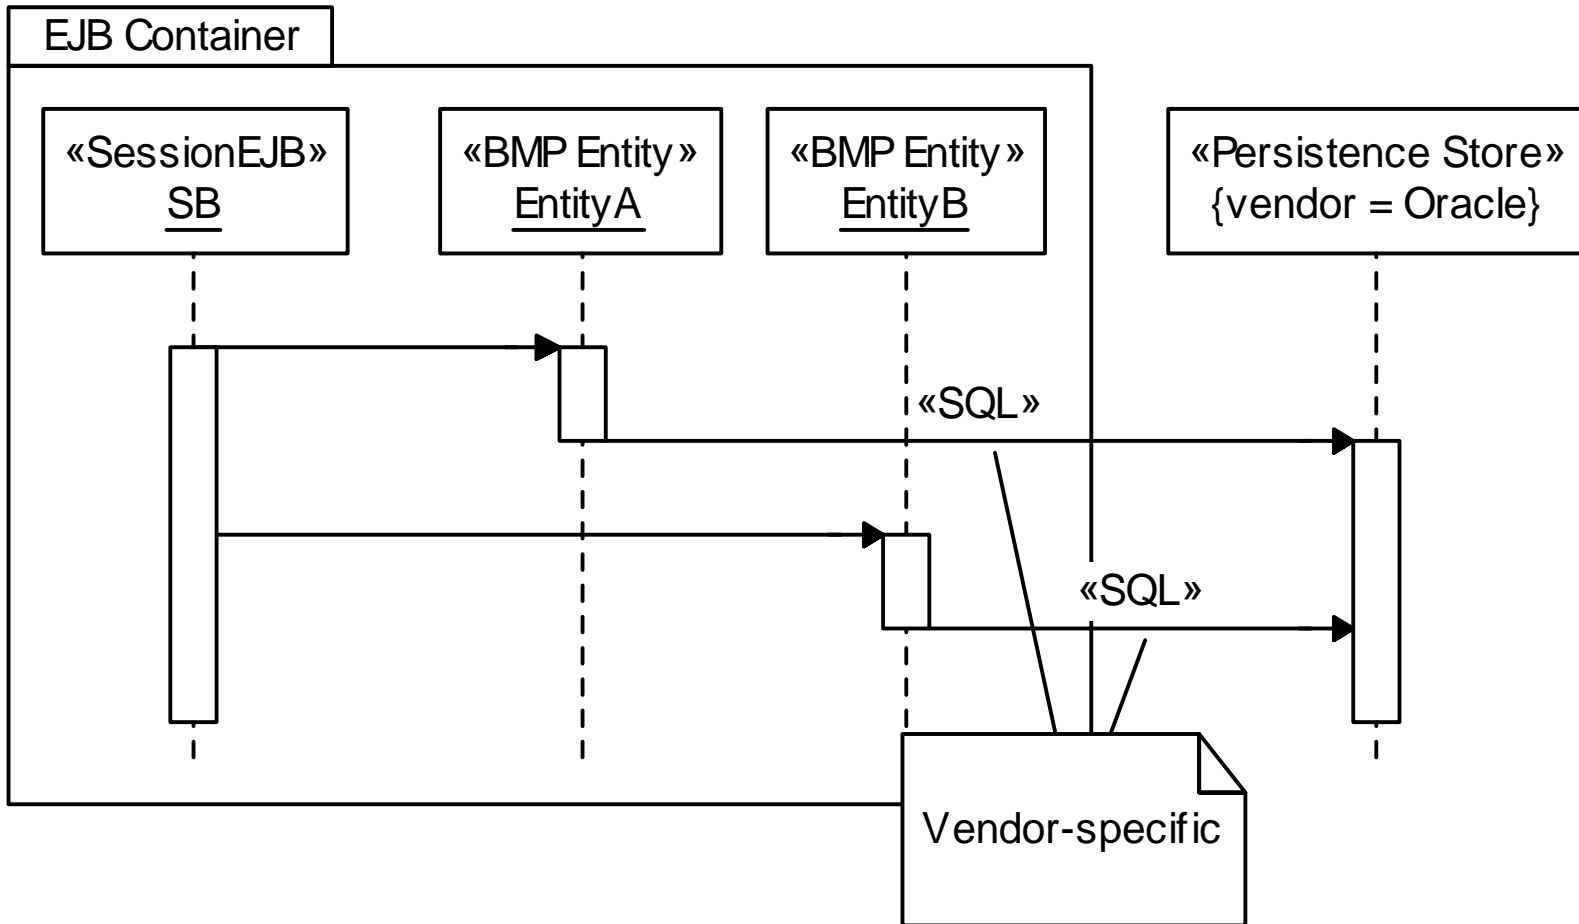 EJB Container
«SessionEJB»
SB
«BMP Entity»
EntityA
«BMP Entity»
EntityB
«Persistence Store»
{vendor = Oracle}
«SQL»
«SQL»
Vendor-specific